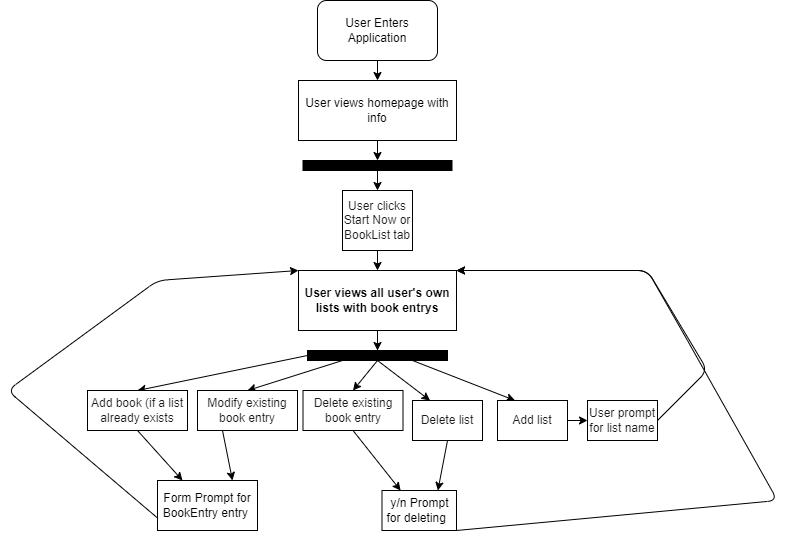 User Enters
Application
User views homepage with
info
User clicks
Start Now or
BookList tab
User views all user's own
lists with book entrys
Add book (if a list
already exists
Modify existing
book entry
Delete existing
book entry
Delete list
Add list
User prompt
for list name
Form Prompt for
BookEntry entry
y/n Prompt
for deleting